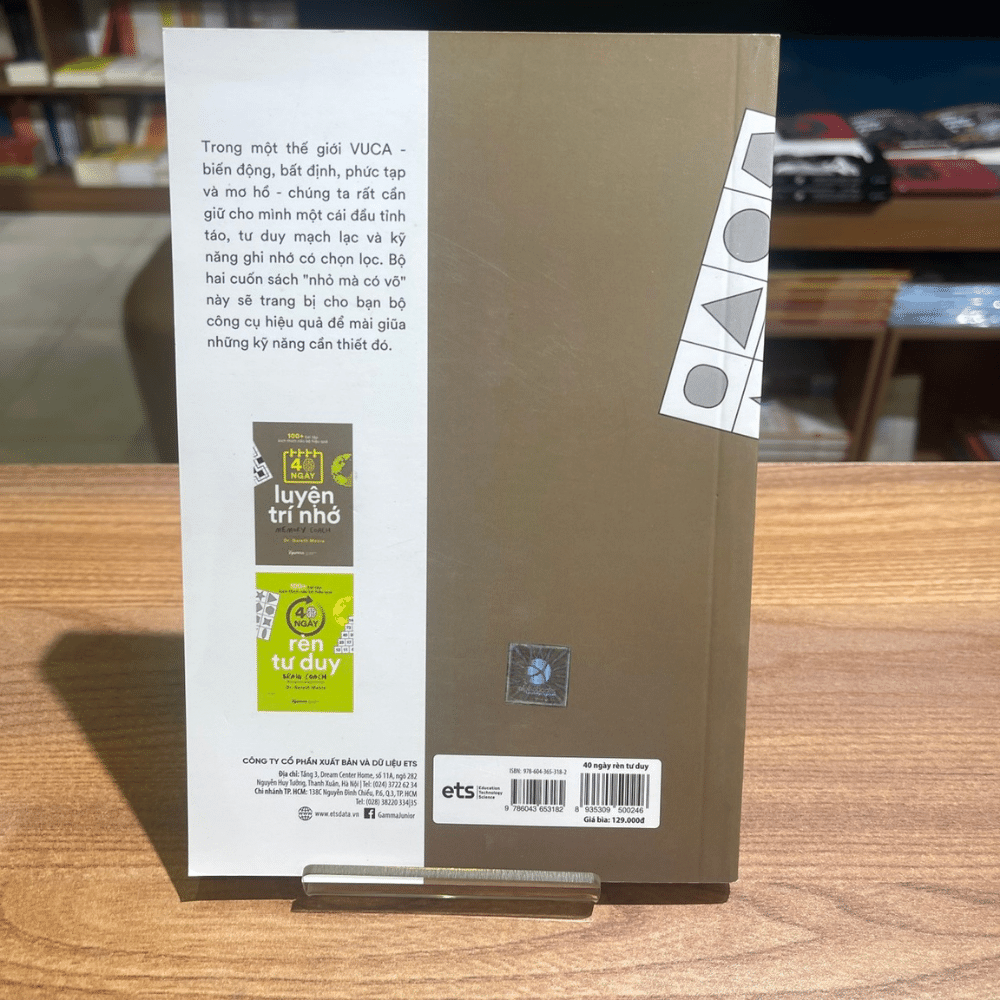 Trong một thế giới VUCA -
biến động, bất định, phức tạp
và mơ hồ - chúng ta rất cần
giữ cho mình một cái đầu tỉnh
táo, tư duy mạch lạc và kỹ
năng ghi nhớ có chọn lọc. Bộ
hai cuốn sách "nhỏ mà có võ"
này sẽ trang bị cho bạn bộ
công cụ hiệu quả để mài giũa
những kỹ năng cần thiết đó.
100+ bài tập
40
NGÀY
luyện
trí nhớ
MEMORY COACH
Dr. Gareth Moore
100+ bài tập
40
NGÀY
rèn
tư duy
BRAIN COACH
Dr. Gareth Moore
CÔNG TY CỔ PHẦN XUẤT BẢN VÀ DỮ LIỆU ETS
Địa chỉ: Tầng 3, Dream Center Home, số 11A, ngõ 282
Nguyễn Huy Tưởng, Thanh Xuân, Hà Nội | Tel: (024) 3722 62 34
Chi nhánh TP. HCM: 138C Nguyễn Đình Chiểu, P.6, Q.3, TP. HCM
Tel: (028) 38220 334|35
www.etsdata.vn GammaJunior
ets Education
Technology
Science
ISBN: 978-604-365-318-2
9 786043 653182
40 ngày rèn tư duy
8 935309 500246
Giá bìa: 129.000đ